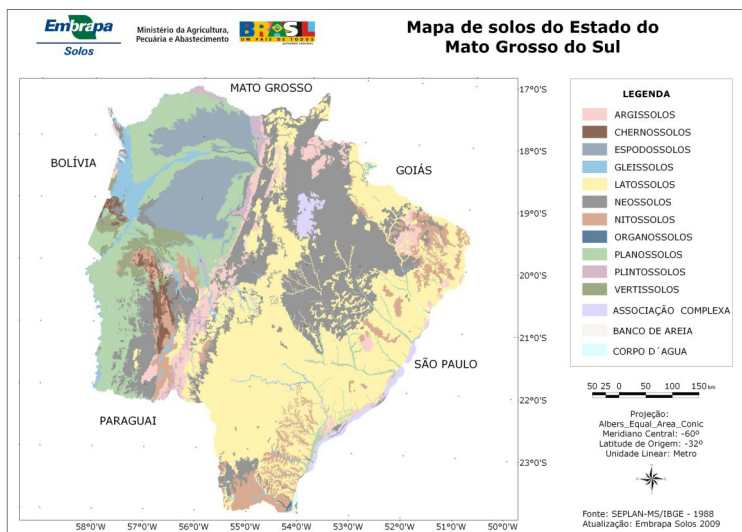 Embrapa
Solos
Ministério da Agricultura,
Pecuária e Abastecimento
BRASIL
UM PAÍS DE TODOS
GOVERNO FEDERAL
Mapa de solos do Estado do
Mato Grosso do Sul
MATO GROSSO
BOLÍVIA
GOIÁS
SÃO PAULO
PARAGUAI
17°0'S
18°0'S
19°0'S
20°0'S
21°0'S
22°0'S
23°0'S
58°0'W 57°0'W 56°0'W 55°0'W 54°0'W 53°0'W 52°0'W 51°0'W 50°0'W
LEGENDA
ARGISSOLOS
CHERNOSSOLOS
ESPODOSSOLOS
GLEISSOLOS
LATOSSOLOS
NEOSSOLOS
NITOSSOLOS
ORGANOSSOLOS
PLANOSSOLOS
PLINTOSSOLOS
VERTISSOLOS
ASSOCIAÇÃO COMPLEXA
BANCO DE AREIA
CORPO D´AGUA
50 25 0 50 100 150 km
Projeção:
Albers_Equal_Area_Conic
Meridiano Central: -60º
Latitude de Origem: -32º
Unidade Linear: Metro
Fonte: SEPLAN-MS/IBGE - 1988
Atualização: Embrapa Solos 2009